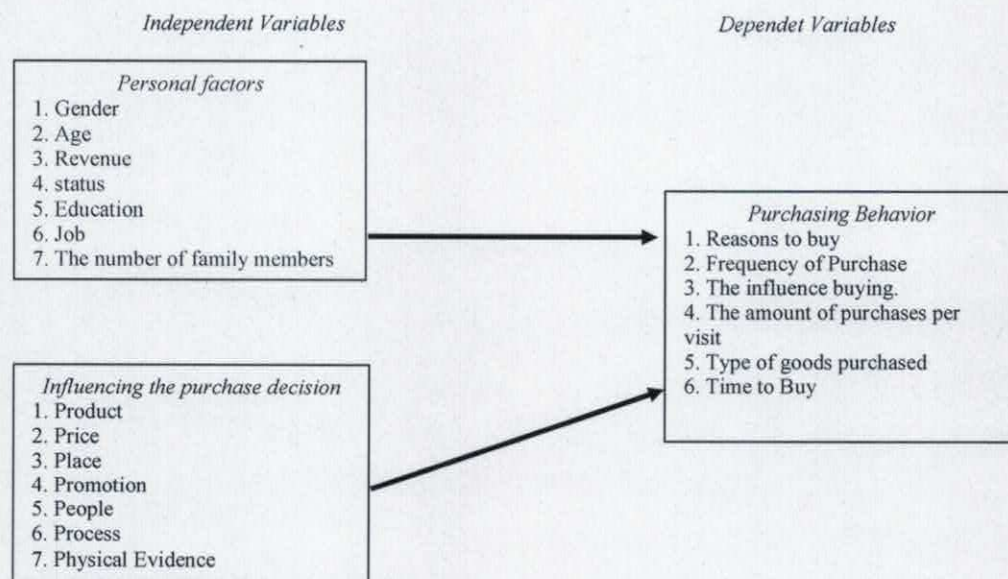 Independent Variables
Personal factors
1. Gender
2. Age
3. Revenue
4. status
5. Education
6. Job
7. The number of family members
Influencing the purchase decision
1. Product
2. Price
3. Place
4. Promotion
5. People
6. Process
7. Physical Evidence
Dependet Variables
Purchasing Behavior
1. Reasons to buy
2. Frequency of Purchase
3. The influence buying.
4. The amount of purchases per
visit
5. Type of goods purchased
6. Time to Buy